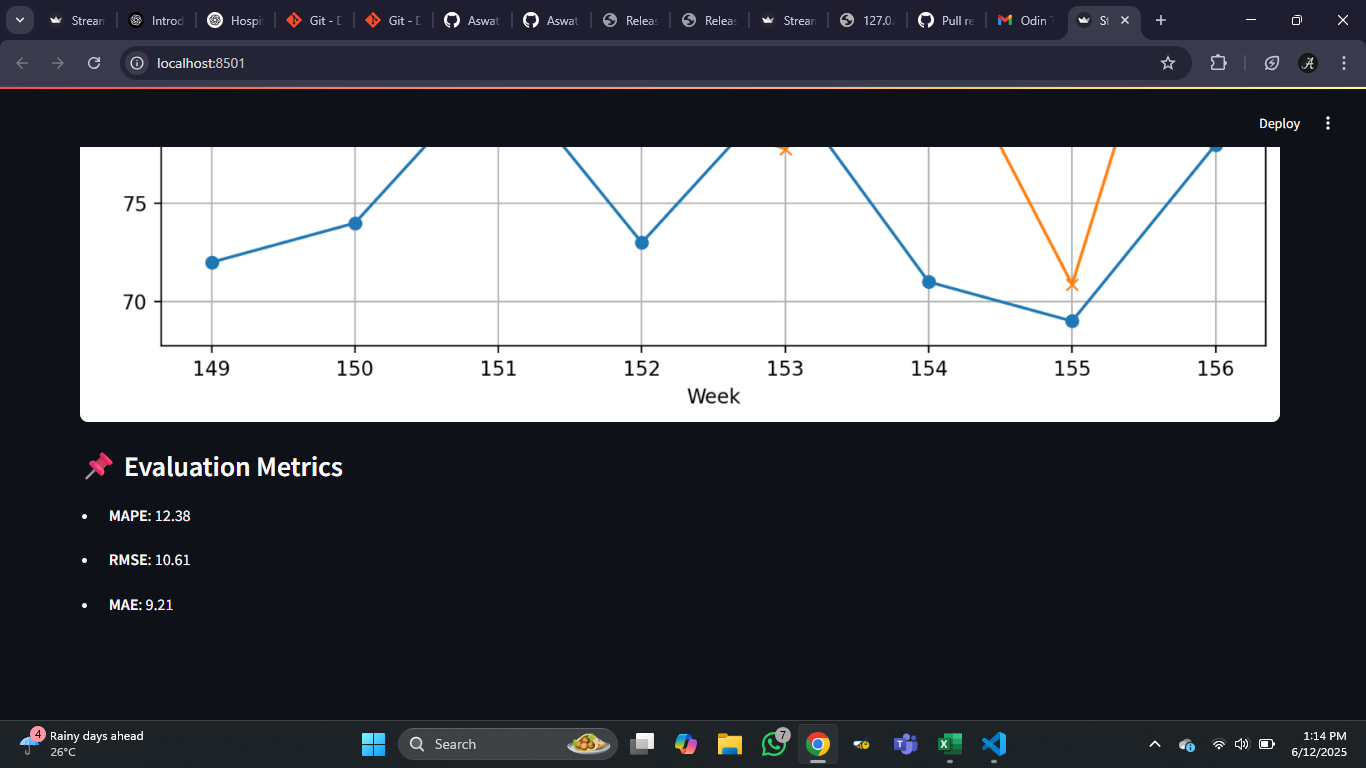 Stream
Introd
Hospi
Git - D
Git - D
Aswat
Aswat
Releas
Releas
Stream
127.0.
Pull re
Odin T
St
localhost:8501
Deploy
75
70
149 150 151 152 153 154 155 156
Week
Evaluation Metrics
• MAPE: 12.38
• RMSE: 10.61
• MAE: 9.21
4
Rainy days ahead
26°C
Search
7
1:14 PM
6/12/2025